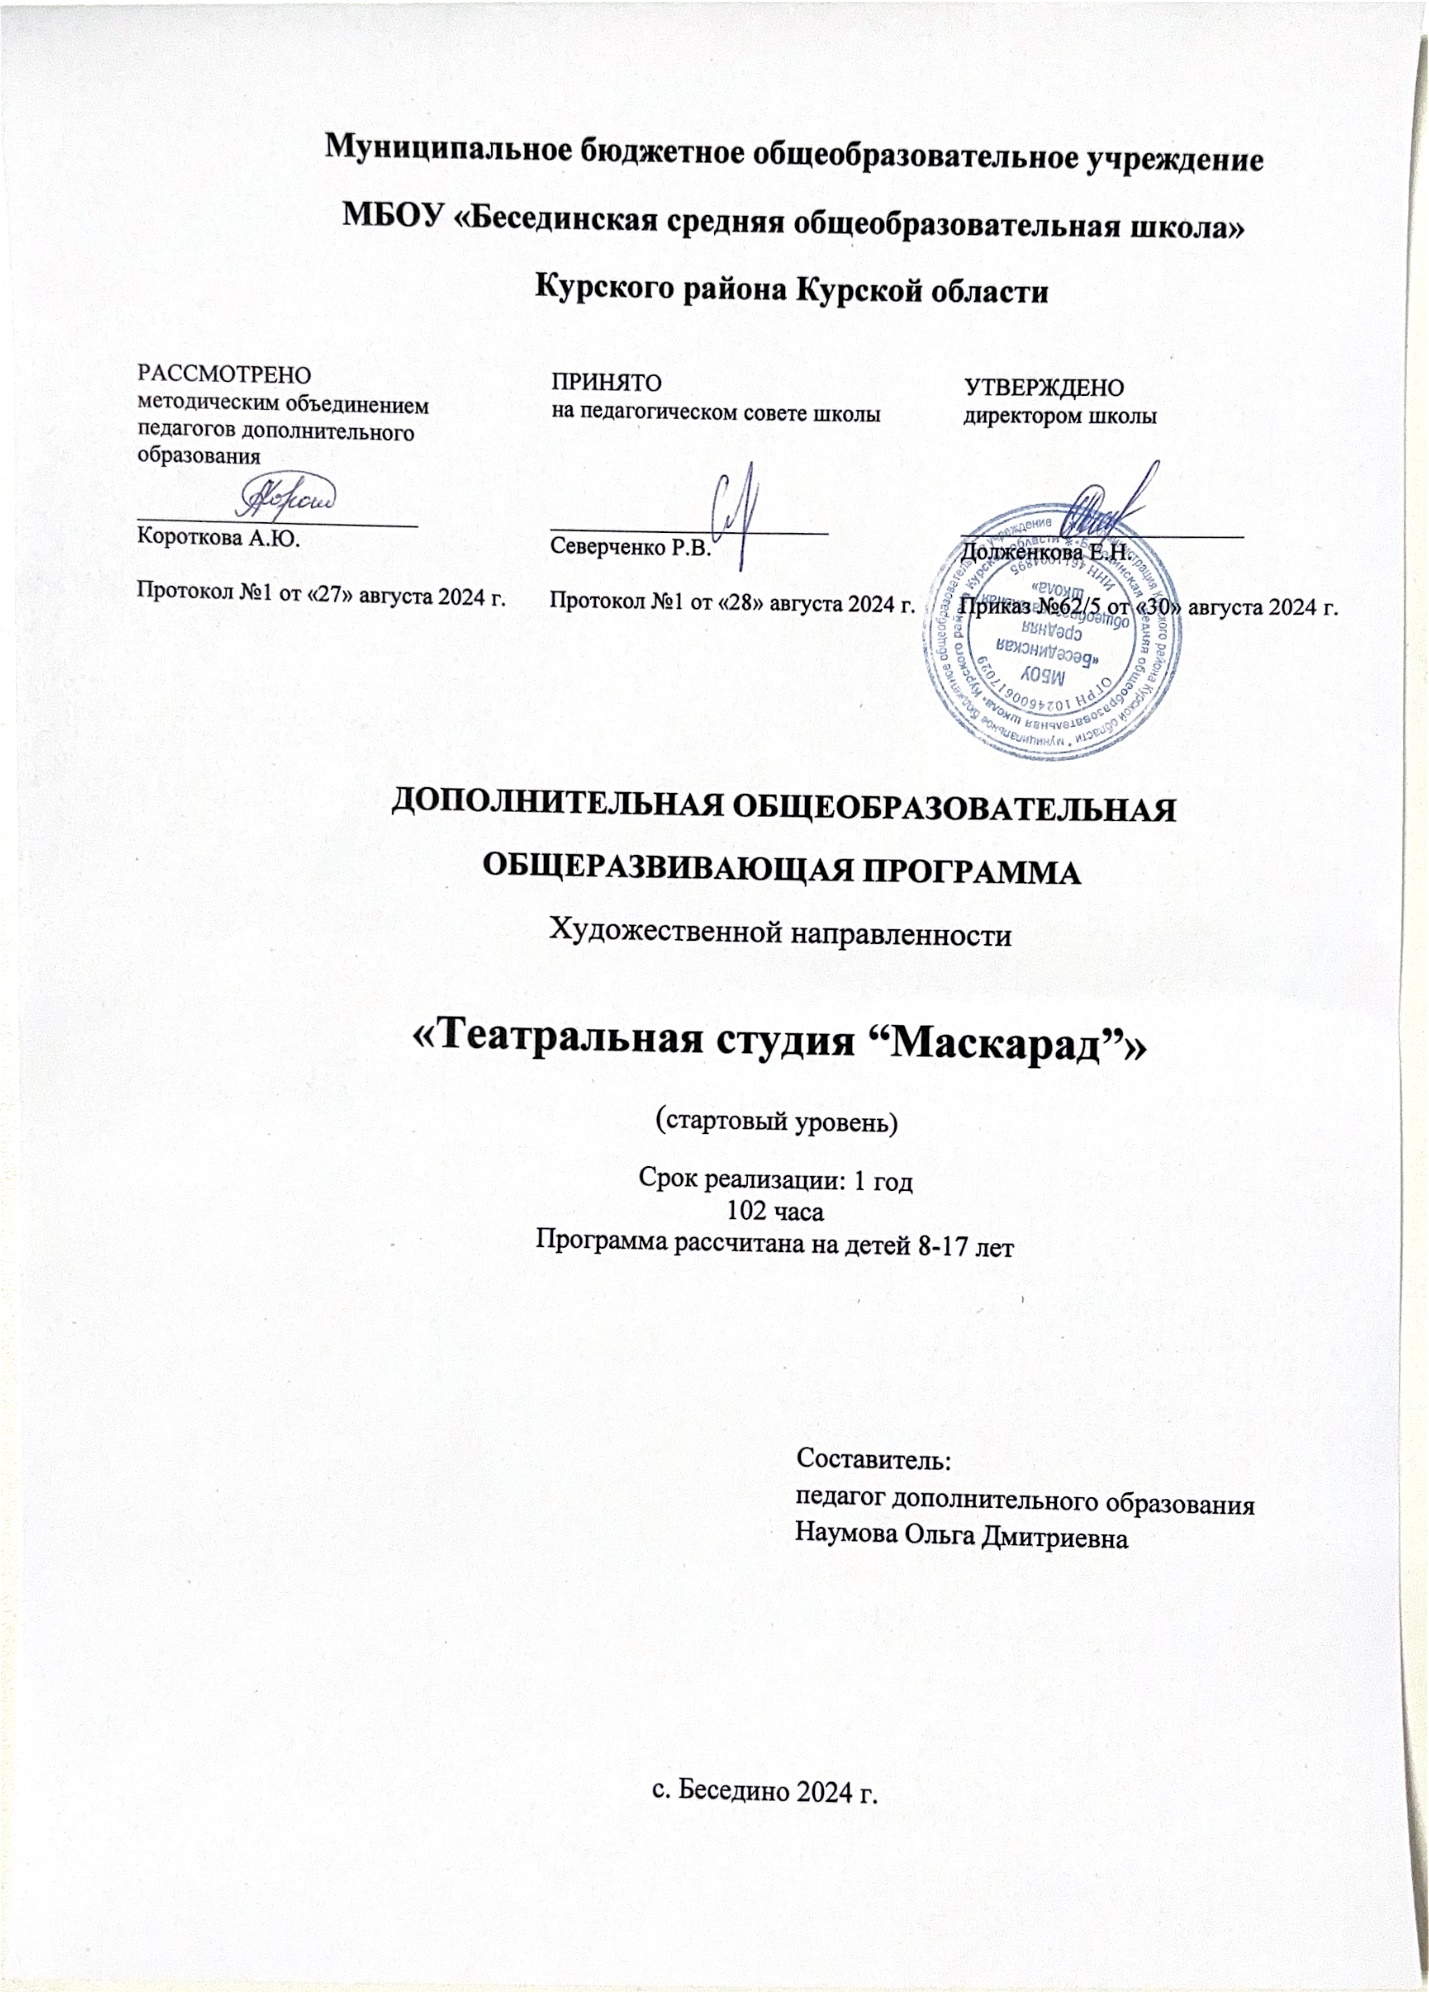 Муниципальное бюджетное общеобразовательное учреждение
МБОУ «Бесединская средняя общеобразовательная школа»
Курского района Курской области
РАССМОТРЕНО
методическим объединением
педагогов дополнительного
образования
Короткова А.Ю.
Протокол №1 от «27» августа 2024 г.
ПРИНЯТО
на педагогическом совете школы
Северченко Р.В.
Протокол №1 от «28» августа 2024 г.
УТВЕРЖДЕНО
директором школы
Долженкова Е.Н.
Приказ №62/5 от «30» августа 2024 г.
МБОУ
«Бесединская
средняя
общеобразовательная
школа»
ОГРН 1024600617029
ИНН 4611004895
ДОПОЛНИТЕЛЬНАЯ ОБЩЕОБРАЗОВАТЕЛЬНАЯ
ОБЩЕРАЗВИВАЮЩАЯ ПРОГРАММА
Художественной направленности
«Театральная студия “Маскарад”»
(стартовый уровень)
Срок реализации: 1 год
102 часа
Программа рассчитана на детей 8-17 лет
Составитель:
педагог дополнительного образования
Наумова Ольга Дмитриевна
с. Беседино 2024 г.